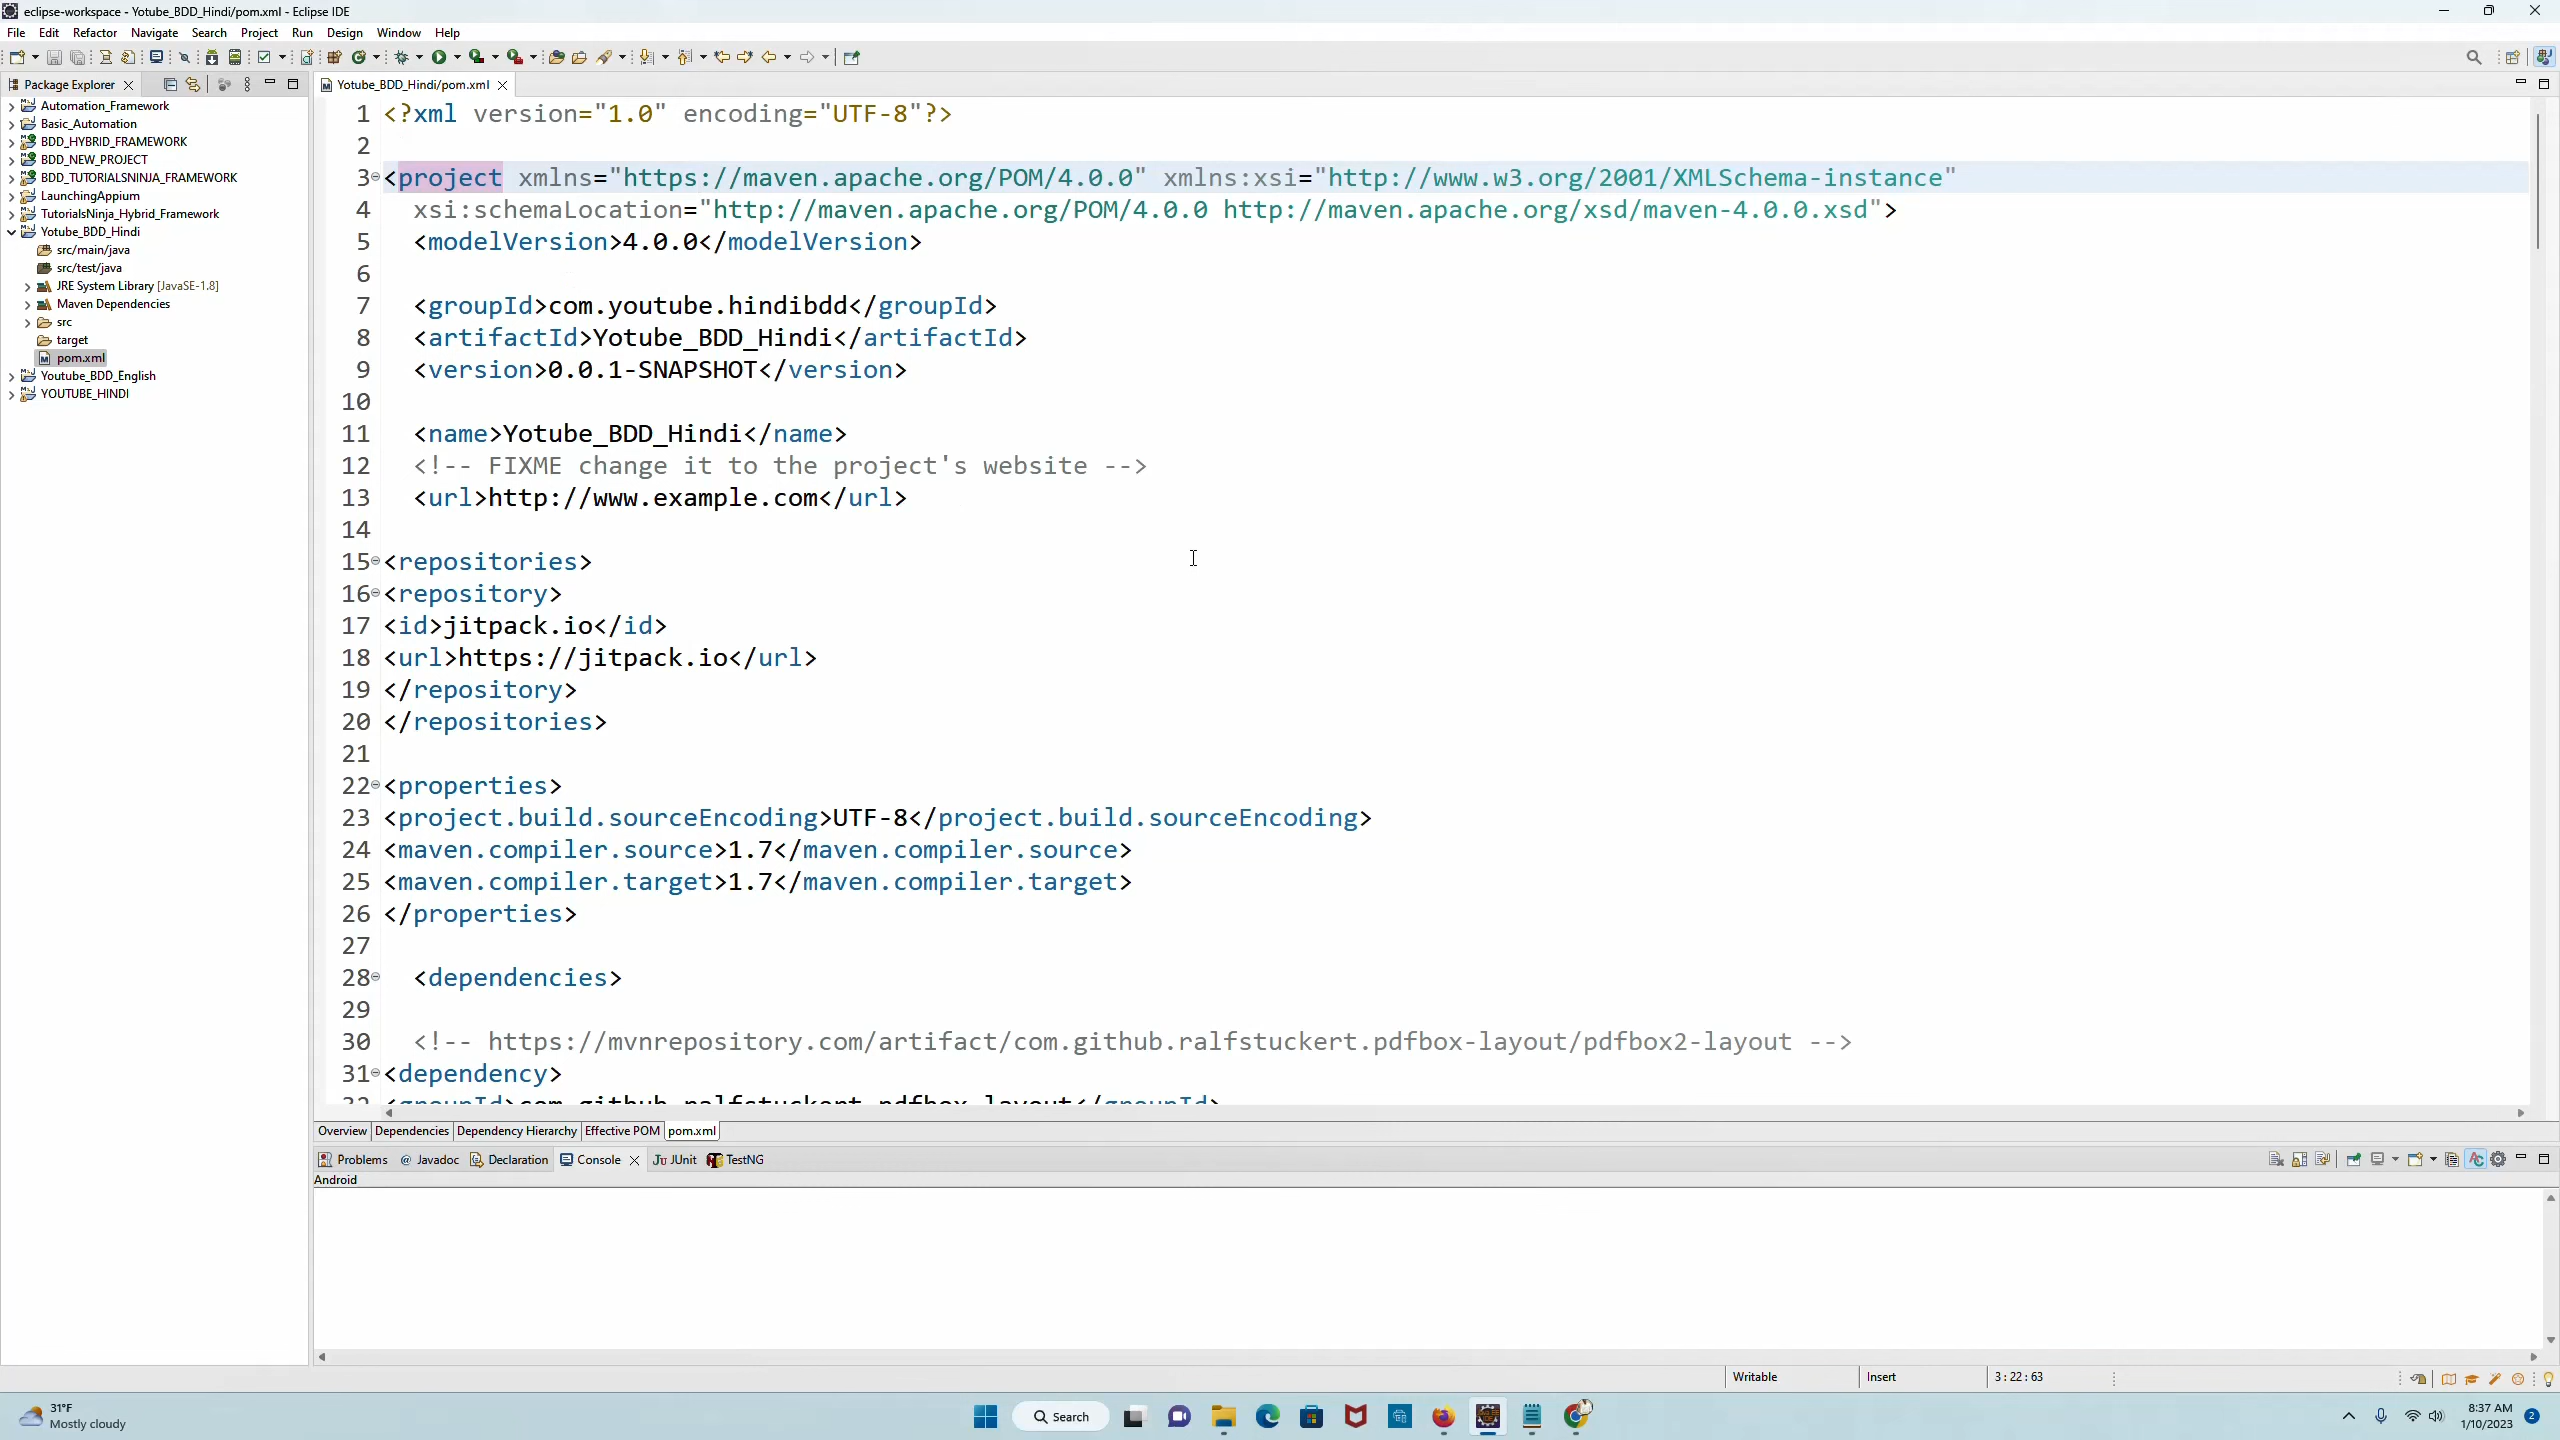 eclipse-workspace - Yotube_BDD_Hindi/pom.xml - Eclipse IDE
File Edit Refactor Navigate Search Project Run Design Window Help
Package Explorer
Yotube_BDD_Hindi/pom.xml
Automation_Framework
Basic_Automation
BDD_HYBRID_FRAMEWORK
BDD_NEW_PROJECT
BDD_TUTORIALSNINJA_FRAMEWORK
LaunchingAppium
TutorialsNinja_Hybrid_Framework
Yotube_BDD_Hindi
src/main/java
src/test/java
JRE System Library [JavaSE-1.8]
Maven Dependencies
src
target
pom.xml
Youtube_BDD_English
YOUTUBE_HINDI
1 <?xml version="1.0" encoding="UTF-8"?>
2
3 <project xmlns="https://maven.apache.org/POM/4.0.0" xmlns:xsi="http://www.w3.org/2001/XMLSchema-instance"
4 xsi:schemaLocation="http://maven.apache.org/POM/4.0.0 http://maven.apache.org/xsd/maven-4.0.0.xsd">
5 <modelVersion>4.0.0</modelVersion>
6
7 <groupId>com.youtube.hindibdd</groupId>
8 <artifactId>Yotube_BDD_Hindi</artifactId>
9 <version>0.0.1-SNAPSHOT</version>
10
11 <name>Yotube_BDD_Hindi</name>
12 <!-- FIXME change it to the project's website -->
13 <url>http://www.example.com</url>
14
15 <repositories>
16 <repository>
17 <id>jitpack.io</id>
18 <url>https://jitpack.io</url>
19 </repository>
20 </repositories>
21
22 <properties>
23 <project.build.sourceEncoding>UTF-8</project.build.sourceEncoding>
24 <maven.compiler.source>1.7</maven.compiler.source>
25 <maven.compiler.target>1.7</maven.compiler.target>
26 </properties>
27
28 <dependencies>
29
30 <!-- https://mvnrepository.com/artifact/com.github.ralfstuckert.pdfbox-layout/pdfbox2-layout -->
31 <dependency>
32 <groupId>com.github.ralfstuckert.pdfbox-layout</groupId>
Overview Dependencies Dependency Hierarchy Effective POM pom.xml
Problems Javadoc Declaration Console JUnit TestNG
Android
Writable Insert 3 : 22 : 63
31°F
Mostly cloudy
Search
8:37 AM
1/10/2023
2